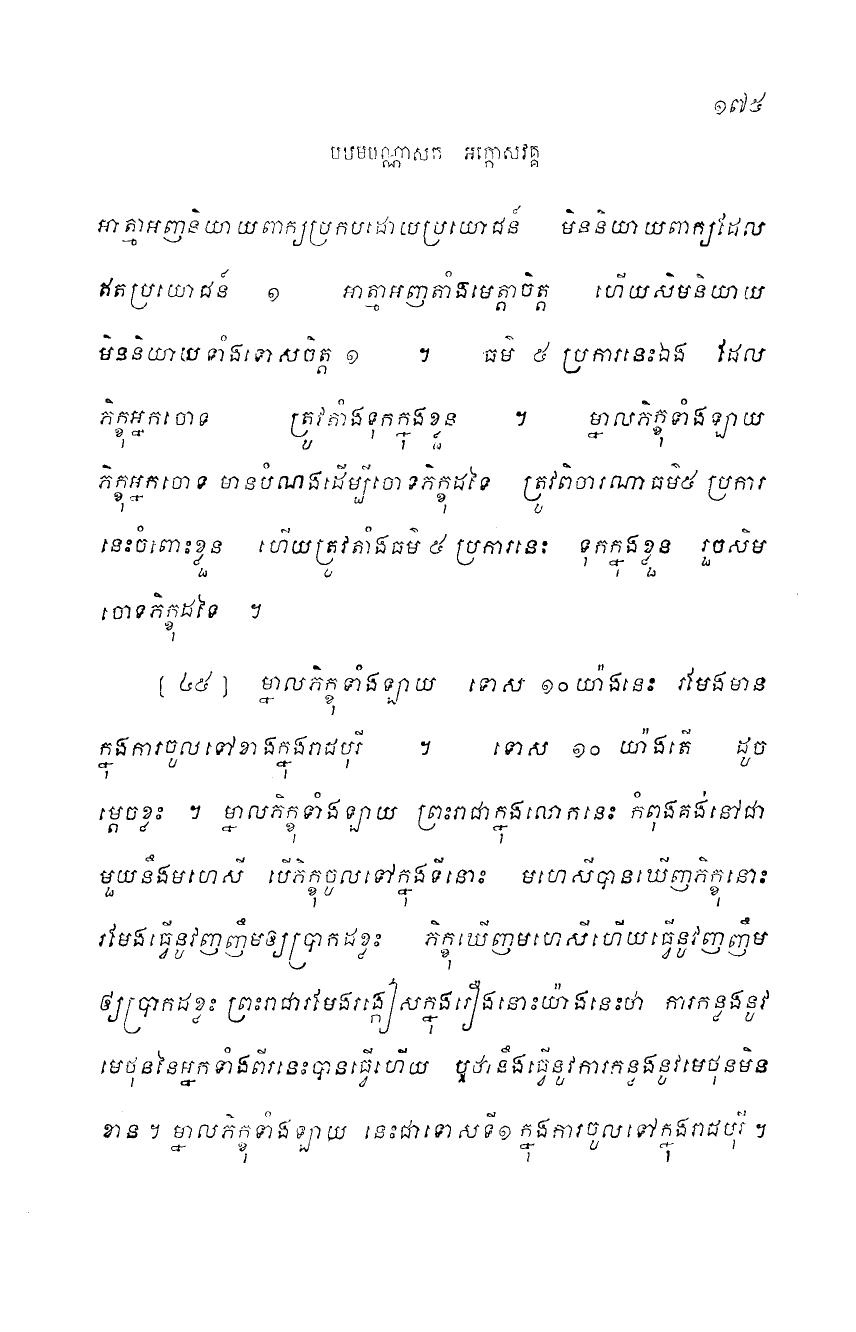 ១៧៥
បឋមបណ្ណាសក អក្កោសវគ្គ
អាត្មាអញនិយាយពាក្យប្រកបដោយប្រយោជន៍ មិននិយាយពាក្យដែល
ឥតប្រយោជន៍ ១ អាត្មាអញតាំងមេត្តាចិត្ត ហើយសិមនិយាយ
មិននិយាយទាំងទោសចិត្ត ១ ។ ធម៌ ៥ ប្រការនេះឯង ដែល
ភិក្ខុអ្នកចោទ ត្រូវតាំងទុកក្នុងខ្លួន ។ ម្នាលភិក្ខុទាំងឡាយ
ភិក្ខុអ្នកចោទ មានបំណងដើម្បីចោទភិក្ខុដទៃ ត្រូវពិចារណាធម៌៥ ប្រការ
នេះចំពោះខ្លួន ហើយត្រូវតាំងធម៌ ៥ ប្រការនេះ ទុកក្នុងខ្លួន រួចសិម
ចោទភិក្ខុដទៃ ។
[ ៤៥ ] ម្នាលភិក្ខុទាំងឡាយ ទោស ១០យ៉ាងនេះ រមែងមាន
ក្នុងការចូលទៅខាងក្នុងរាជបុរី ។ ទោស ១០ យ៉ាងតើ ដូច
ម្តេចខ្លះ ។ ម្នាលភិក្ខុទាំងឡាយ ព្រះរាជាក្នុងលោកនេះ កំពុងគង់នៅជា
មួយនឹងមហេសី បើភិក្ខុចូលទៅក្នុងទីនោះ មហេសីបានឃើញភិក្ខុនោះ
រមែងធ្វើនូវញញឹមឲ្យប្រាកដខ្លះ ភិក្ខុឃើញមហេសីហើយធ្វើនូវញញឹម
ឲ្យប្រាកដខ្លះ ព្រះរាជារមែងរង្កៀសក្នុងរឿងនោះយ៉ាងនេះថា ការកន្លងនូវ
មេថុននៃអ្នកទាំងពីរនេះបានធ្វើហើយ ឬថានឹងធ្វើនូវការកន្លងនូវមេថុនមិន
ខាន ។ ម្នាលភិក្ខុទាំងឡាយ នេះជាទោសទី១ ក្នុងការចូលទៅក្នុងរាជបុរី ។